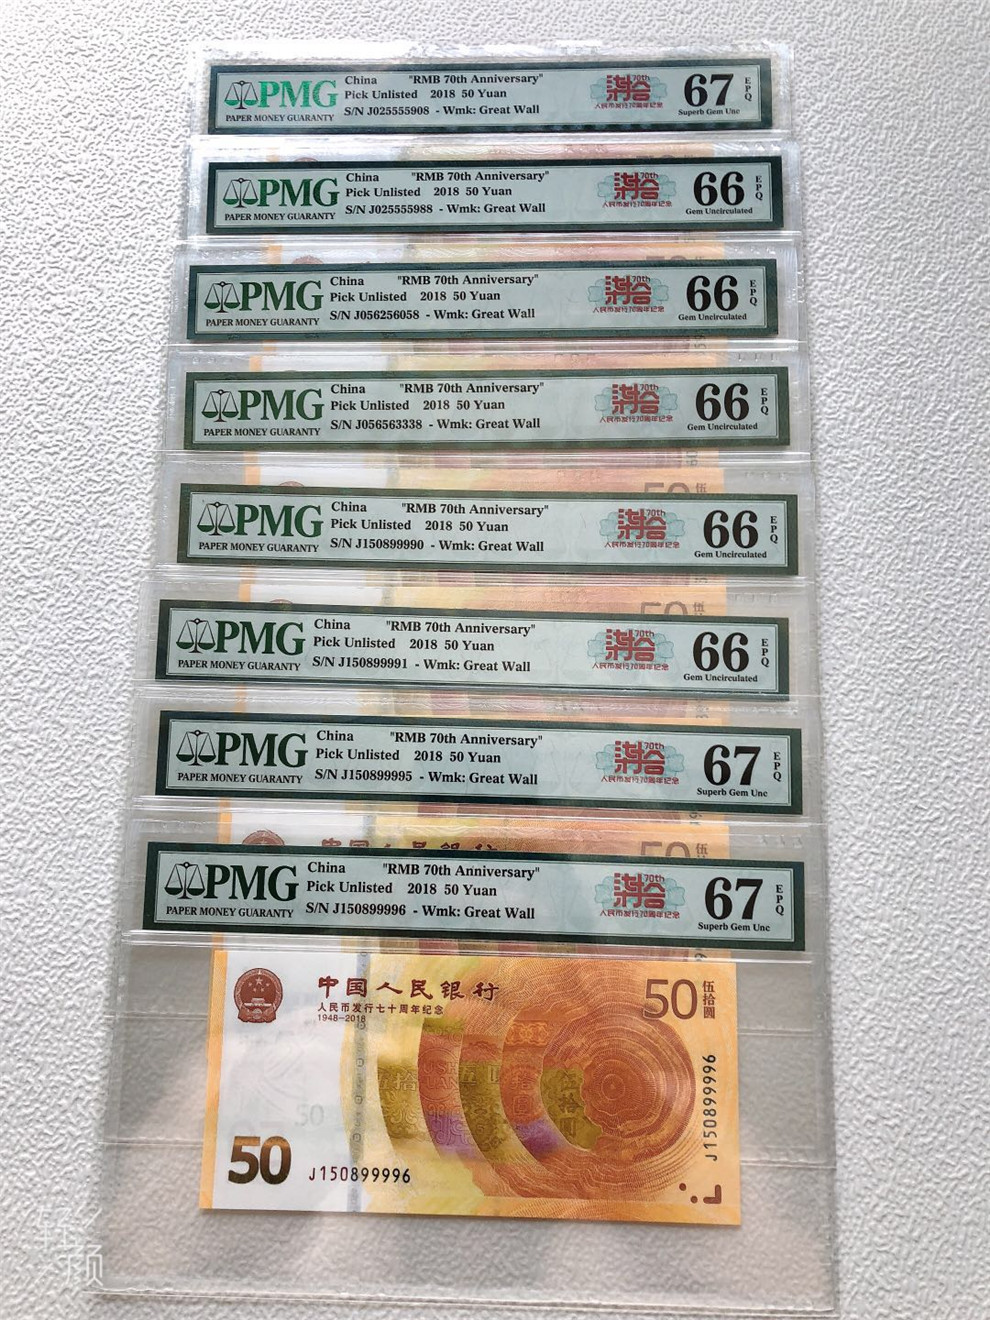 PMG
PAPER MONEY GUARANTY
China "RMB 70th Anniversary"
Pick Unlisted 2018 50 Yuan
S/N J025555908 - Wmk: Great Wall
70th
人民币发行70周年纪念
67 EPQ
Superb Gem Unc
PMG
PAPER MONEY GUARANTY
China "RMB 70th Anniversary"
Pick Unlisted 2018 50 Yuan
S/N J025555988 - Wmk: Great Wall
70th
人民币发行70周年纪念
66 EPQ
Gem Uncirculated
PMG
PAPER MONEY GUARANTY
China "RMB 70th Anniversary"
Pick Unlisted 2018 50 Yuan
S/N J056256058 - Wmk: Great Wall
70th
人民币发行70周年纪念
66 EPQ
Gem Uncirculated
PMG
PAPER MONEY GUARANTY
China "RMB 70th Anniversary"
Pick Unlisted 2018 50 Yuan
S/N J056563338 - Wmk: Great Wall
70th
人民币发行70周年纪念
66 EPQ
Gem Uncirculated
PMG
PAPER MONEY GUARANTY
China "RMB 70th Anniversary"
Pick Unlisted 2018 50 Yuan
S/N J150899990 - Wmk: Great Wall
70th
人民币发行70周年纪念
66 EPQ
Gem Uncirculated
PMG
PAPER MONEY GUARANTY
China "RMB 70th Anniversary"
Pick Unlisted 2018 50 Yuan
S/N J150899991 - Wmk: Great Wall
70th
人民币发行70周年纪念
66 EPQ
Gem Uncirculated
PMG
PAPER MONEY GUARANTY
China "RMB 70th Anniversary"
Pick Unlisted 2018 50 Yuan
S/N J150899995 - Wmk: Great Wall
70th
人民币发行70周年纪念
67 EPQ
Superb Gem Unc
PMG
PAPER MONEY GUARANTY
China "RMB 70th Anniversary"
Pick Unlisted 2018 50 Yuan
S/N J150899996 - Wmk: Great Wall
70th
人民币发行70周年纪念
67 EPQ
Superb Gem Unc
中国人民银行
人民币发行七十周年纪念
1948-2018
50 伍拾圆
伍拾圆
50
50
J150899996
J150899996